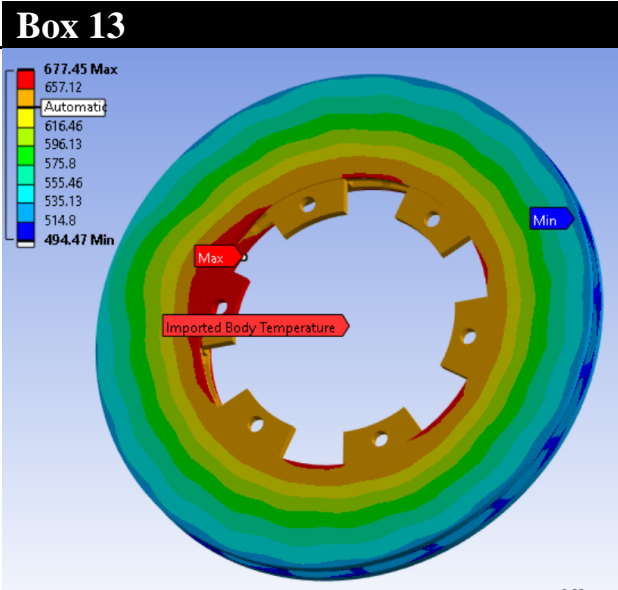 Box 13
677.45 Max
657.12
Automatic
616.46
596.13
575.8
555.46
535.13
514.8
494.47 Min
Min
Max
Imported Body Temperature